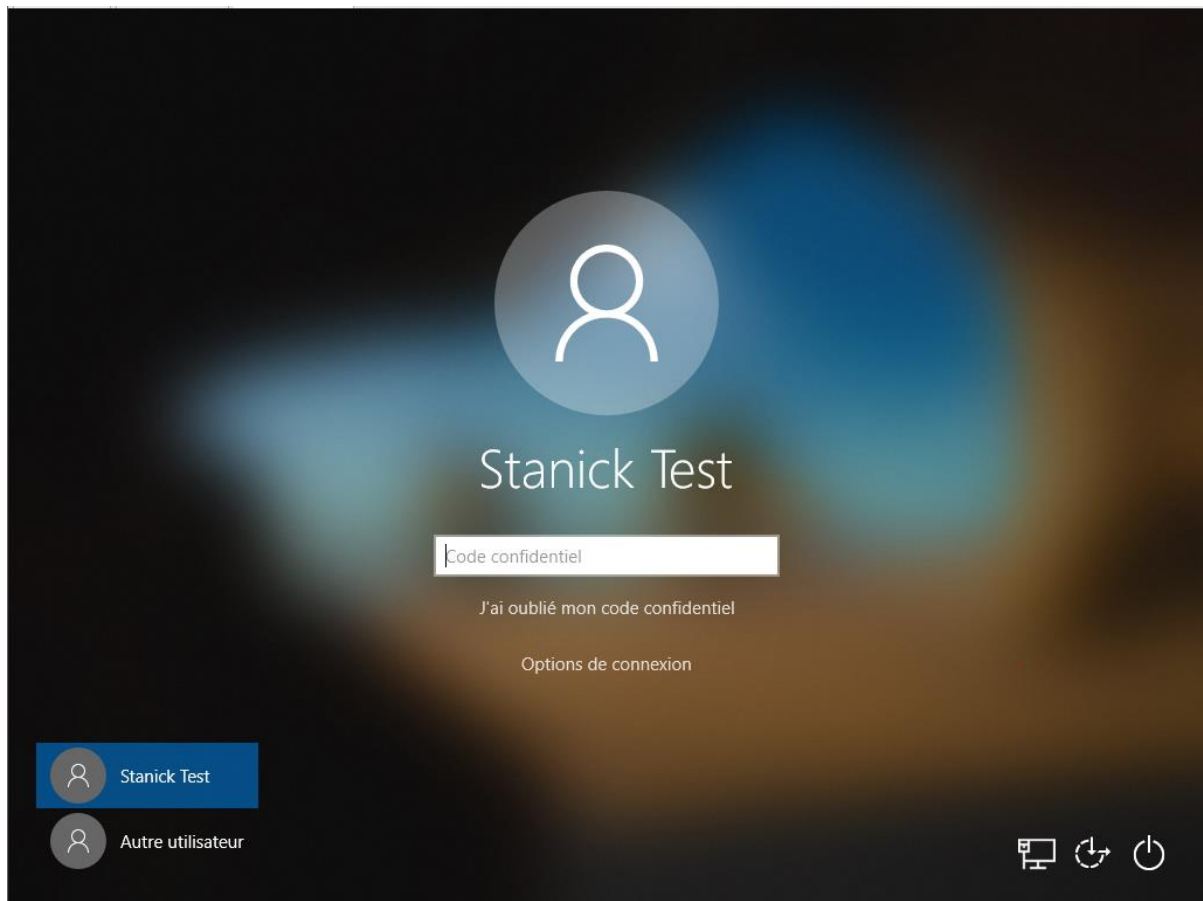 Stanick Test
Code confidentiel
J'ai oublié mon code confidentiel
Options de connexion
Stanick Test
Autre utilisateur